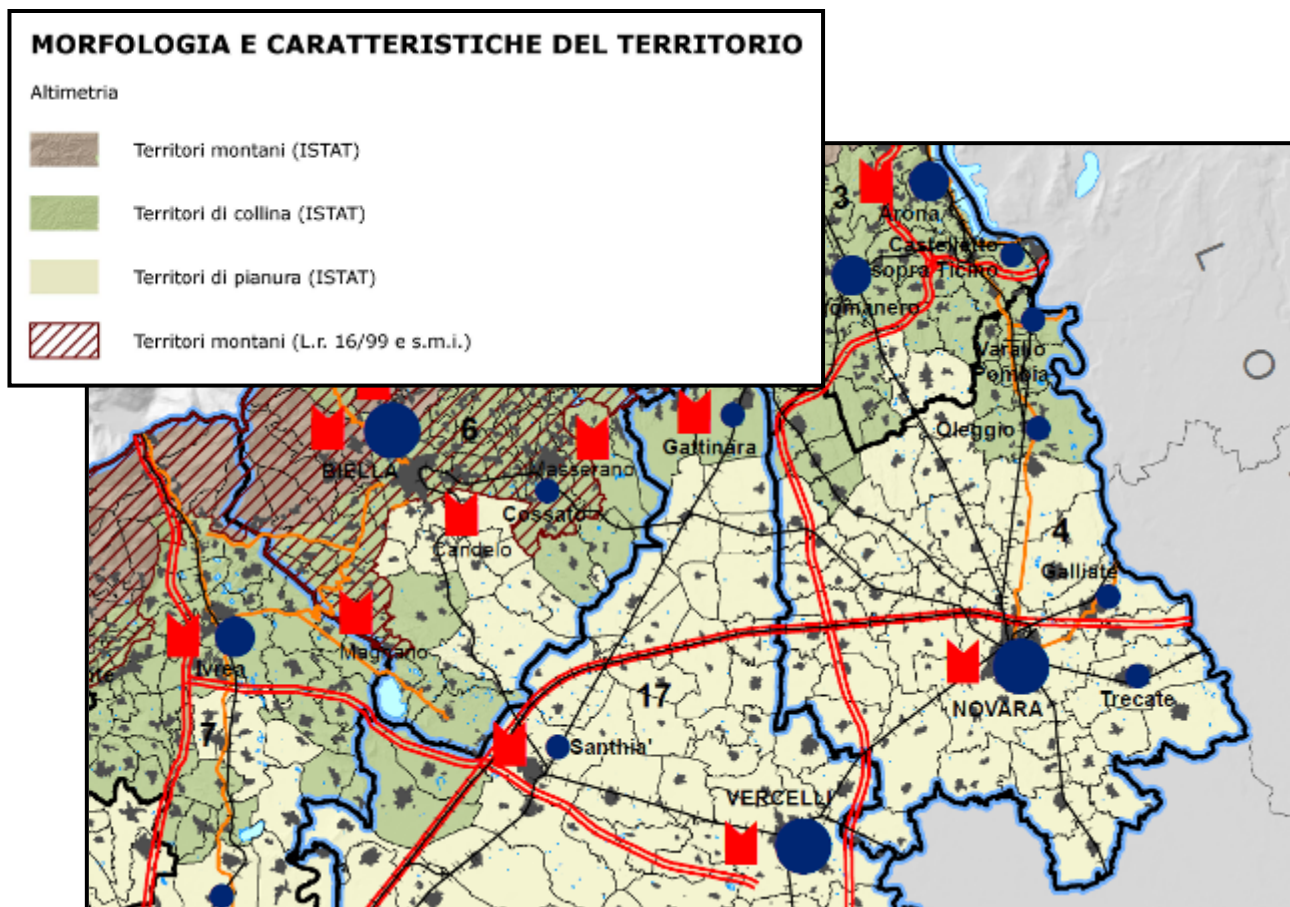 MORFOLOGIA E CARATTERISTICHE DEL TERRITORIO
Altimetria
Territori montani (ISTAT)
Territori di collina (ISTAT)
Territori di pianura (ISTAT)
Territori montani (L.r. 16/99 e s.m.i.)
3
Arona
Castelletto
sopra Ticino
L
omanero
Varallo
Pombia
O
6
Gattinara
Oleggio
BIELLA
Masserano
Cossato
Candelo
4
Galliate
Magnano
Ivrea
17
NOVARA
Trecate
7
Santhia'
VERCELLI